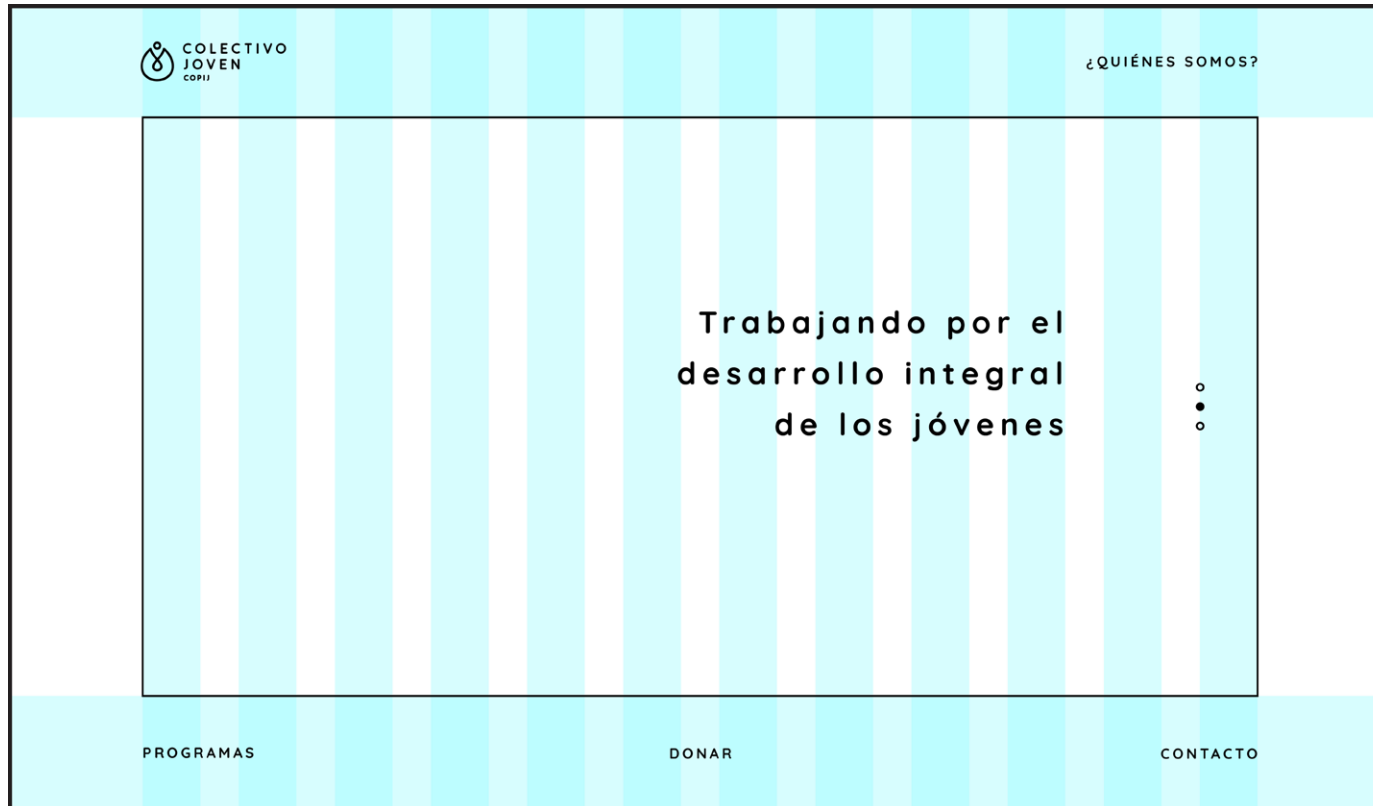 COLECTIVO
JOVEN
COPIJ
¿QUIÉNES SOMOS?
Trabajando por el
desarrollo integral
de los jóvenes
PROGRAMAS
DONAR
CONTACTO